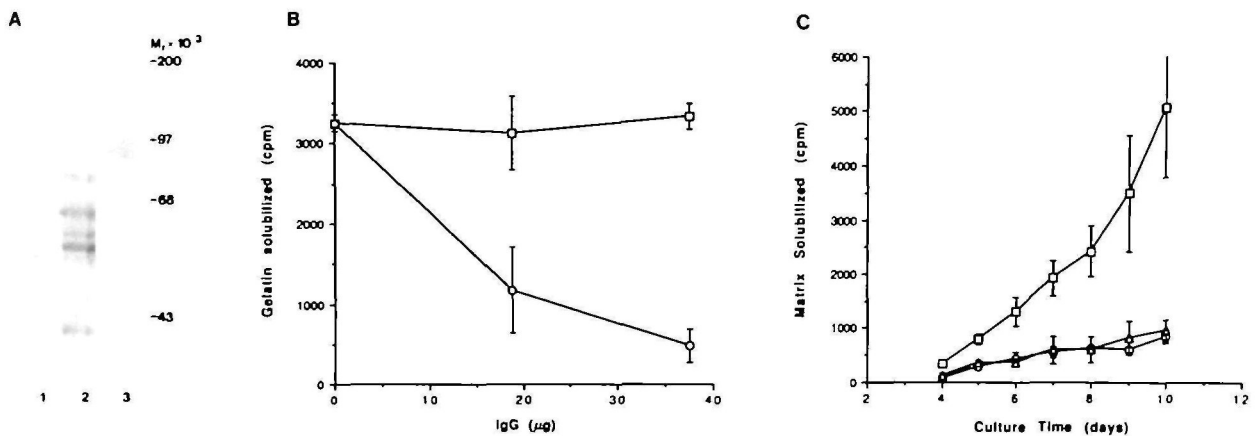 A
M, × 10 3
-200
-97
-68
-43
1 2 3
B
Gelatin solubilized (cpm)
4000
3000
2000
1000
0
0 10 20 30 40
IgG (μg)
C
Matrix Solubilized (cpm)
6000
5000
4000
3000
2000
1000
0
2 4 6 8 10 12
Culture Time (days)